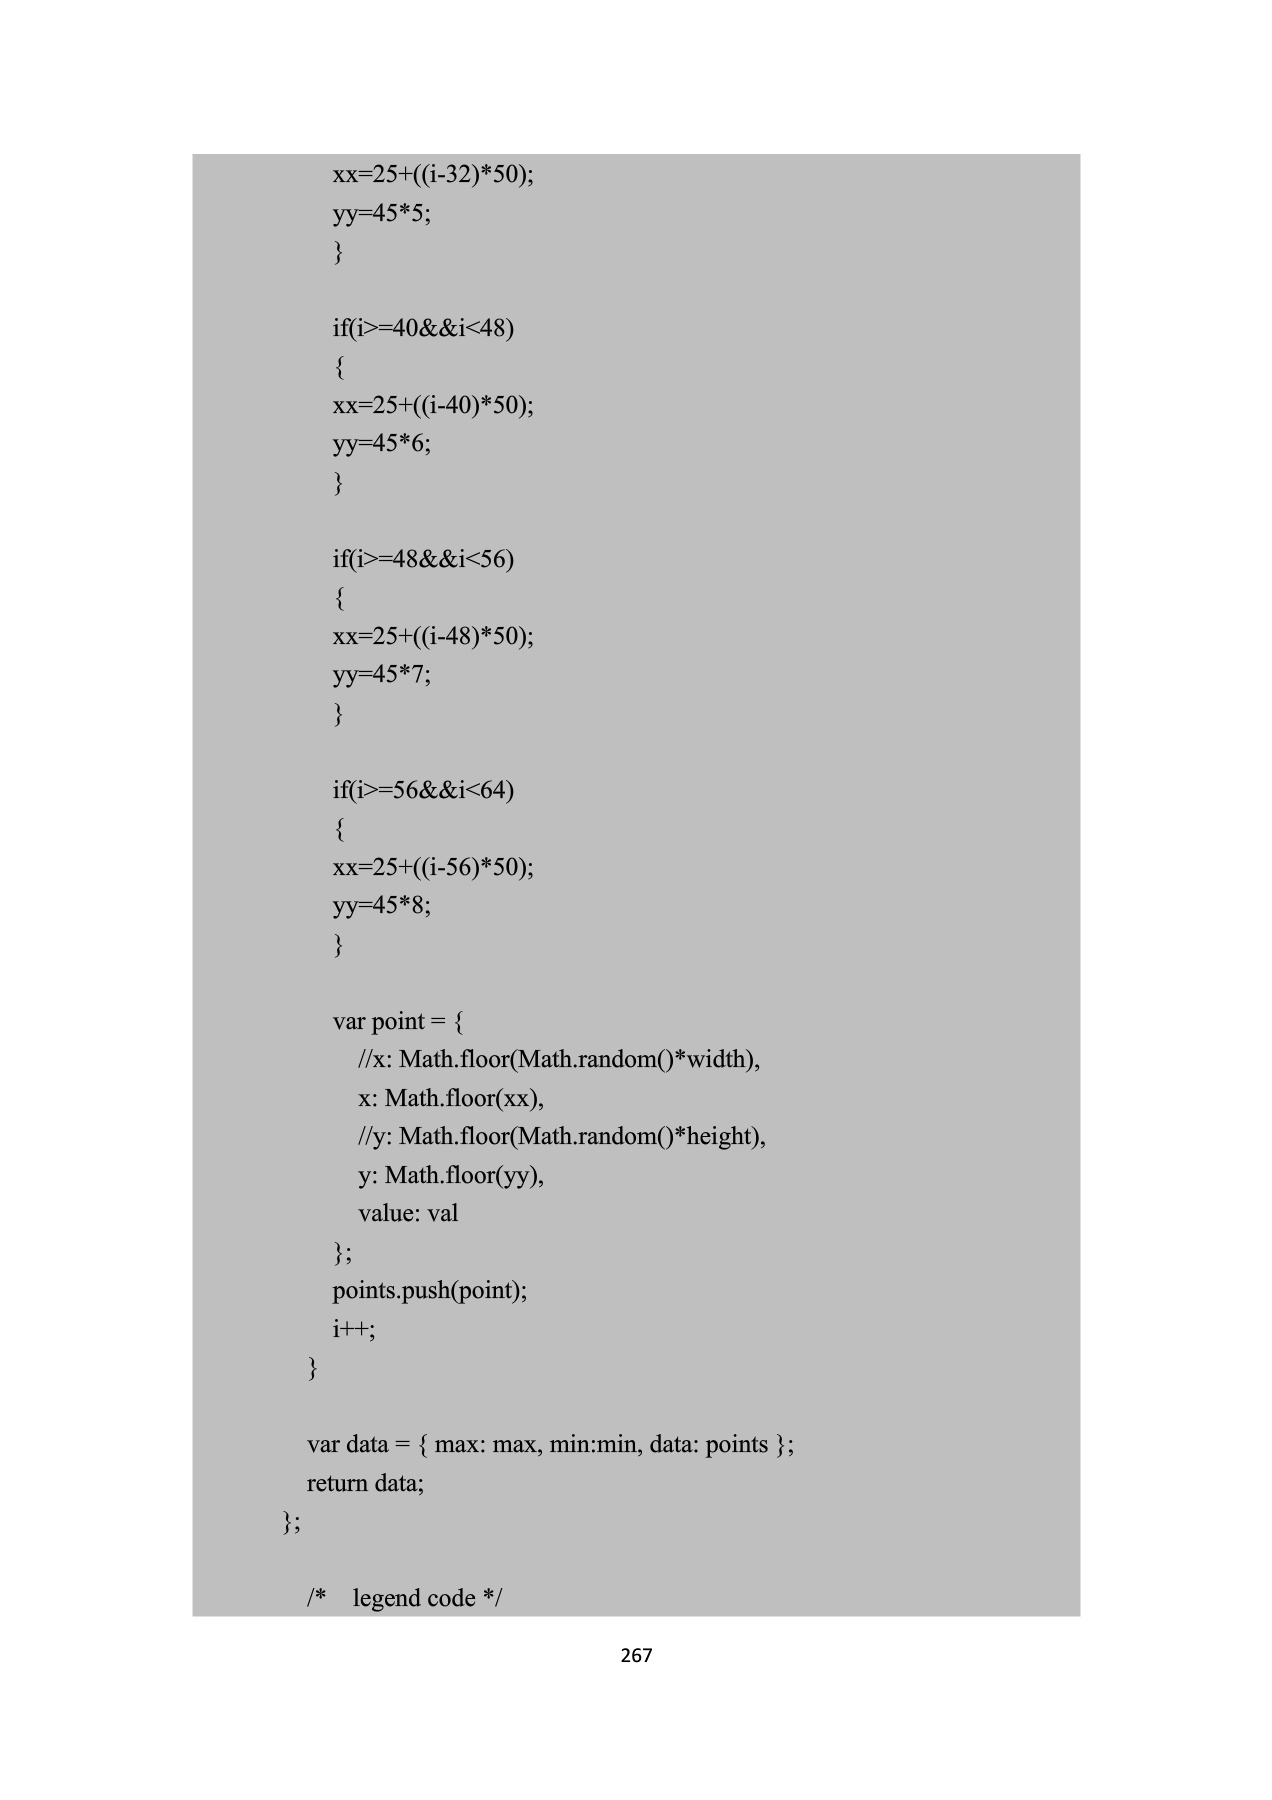 xx=25+((i-32)*50);
yy=45*5;
}
if(i>=40&&i<48)
{
xx=25+((i-40)*50);
yy=45*6;
}
if(i>=48&&i<56)
{
xx=25+((i-48)*50);
yy=45*7;
}
if(i>=56&&i<64)
{
xx=25+((i-56)*50);
yy=45*8;
}
var point = {
//x: Math.floor(Math.random()*width),
x: Math.floor(xx),
//y: Math.floor(Math.random()*height),
y: Math.floor(yy),
value: val
};
points.push(point);
i++;
}
var data = { max: max, min:min, data: points };
return data;
};
/* legend code */
267